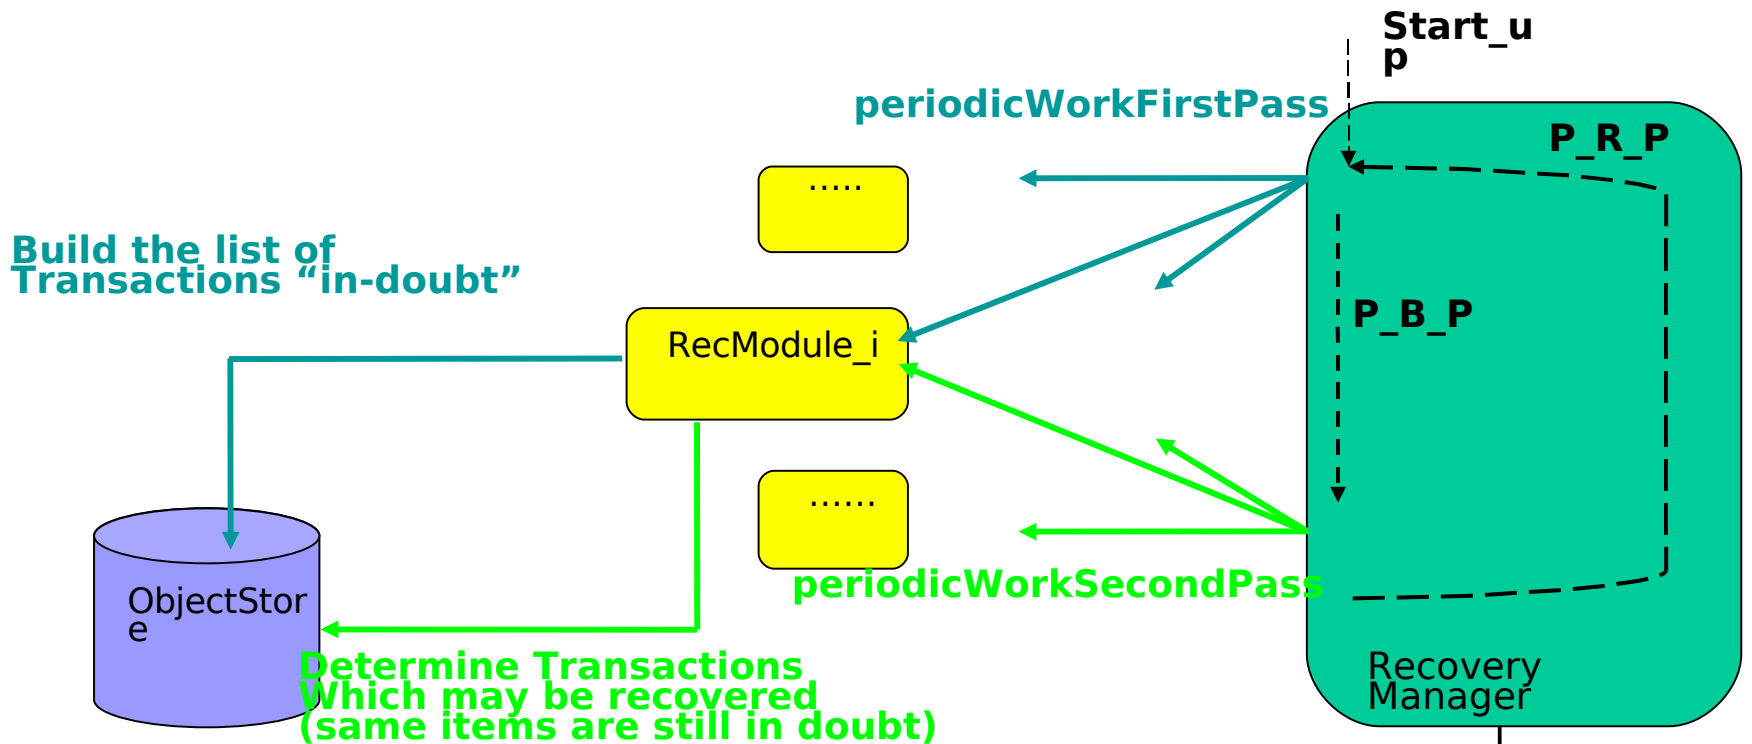 Start_u
p
periodicWorkFirstPass
P_R_P
.....
Build the list of
Transactions “in-doubt”
P_B_P
RecModule_i
......
periodicWorkSecondPass
ObjectStor
e
Determine Transactions
Which may be recovered
(same items are still in doubt)
Recovery
Manager